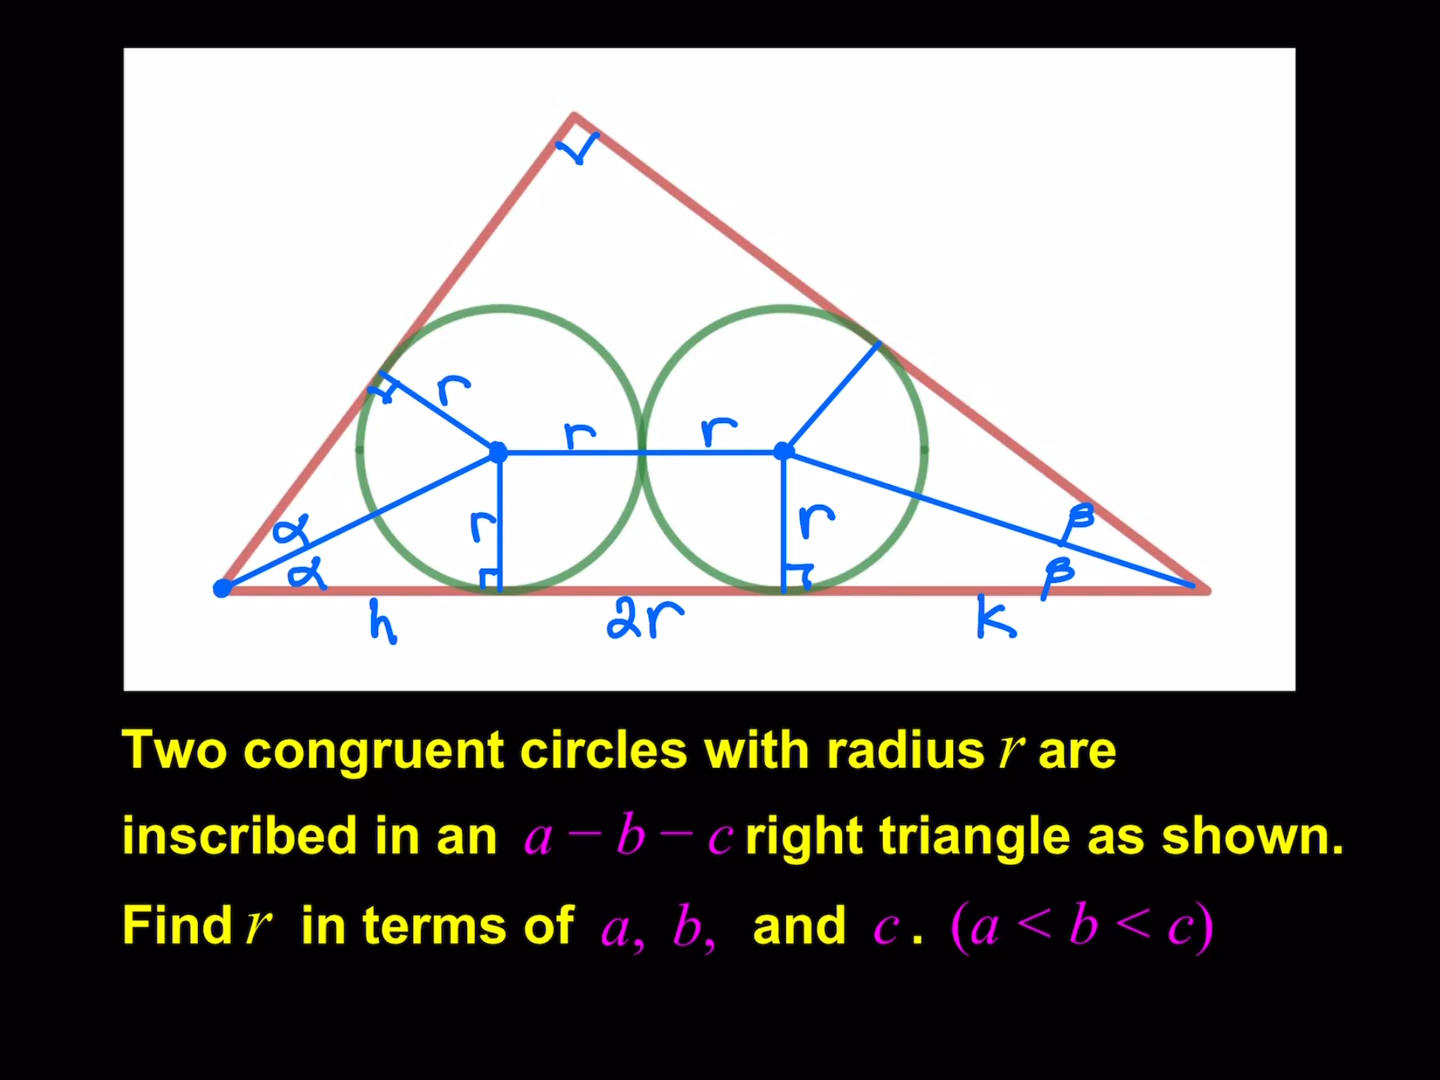 r
r
r
r
r
α
α
β
β
h
2r
k
Two congruent circles with radius r are
inscribed in an a − b − c right triangle as shown.
Find r in terms of a, b, and c. (a < b < c)